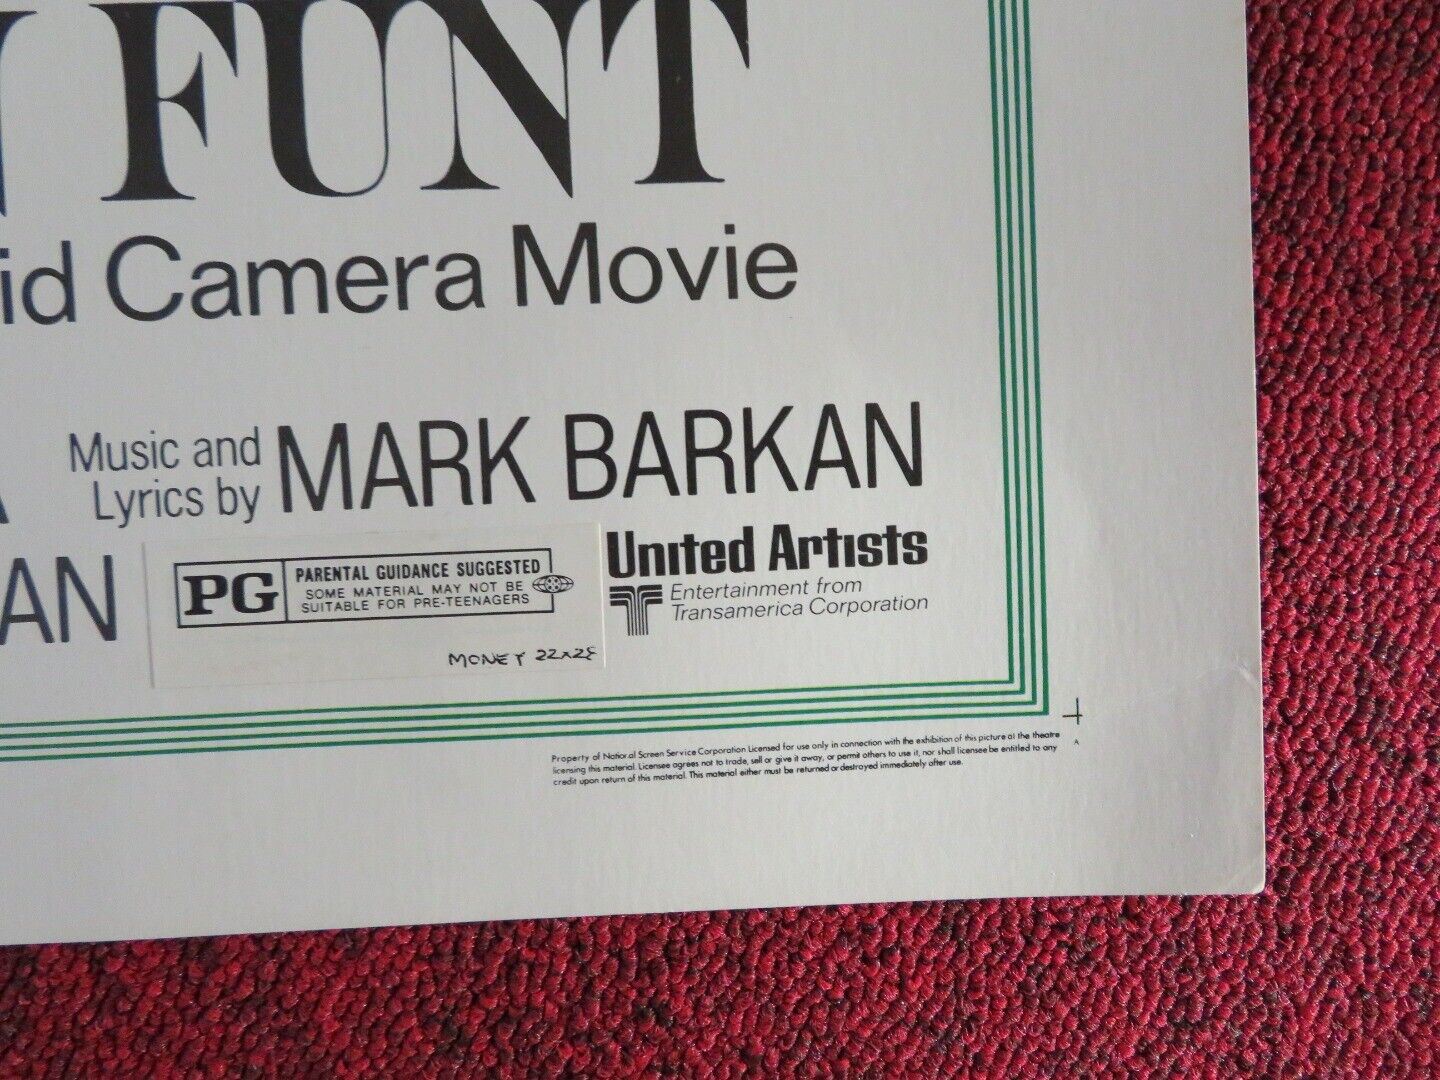 FUNT
id Camera Movie
Music and
Lyrics by MARK BARKAN
AN
PG PARENTAL GUIDANCE SUGGESTED
SOME MATERIAL MAY NOT BE
SUITABLE FOR PRE-TEENAGERS
MONEY 22x28
United Artists
Entertainment from
Transamerica Corporation
Property of National Screen Service Corporation Licensed for use only in connection with the exhibition of this picture at the theatre
licensing this material. Licensee agrees not to trade, sell or give it away, or permit others to use it, nor shall licensee be entitled to any
credit upon return of this material. This material either must be returned or destroyed immediately after use.
A